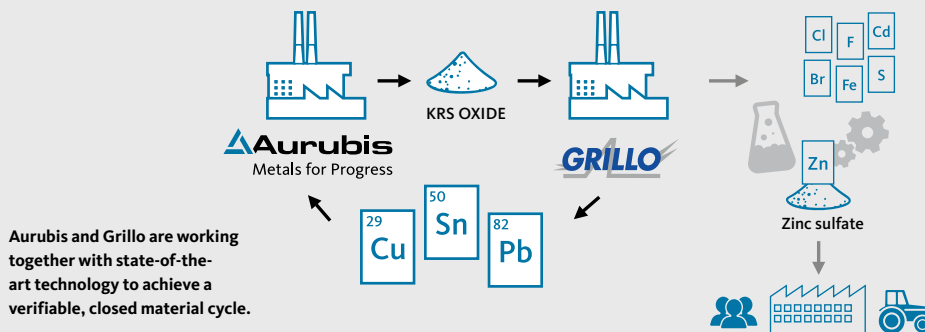 Cl
F
Cd
Br
Fe
S
KRS OXIDE
Aurubis
Metals for Progress
GRILLO
Zn
Zinc sulfate
29
Cu
50
Sn
82
Pb
Aurubis and Grillo are working
together with state-of-the-
art technology to achieve a
verifiable, closed material cycle.